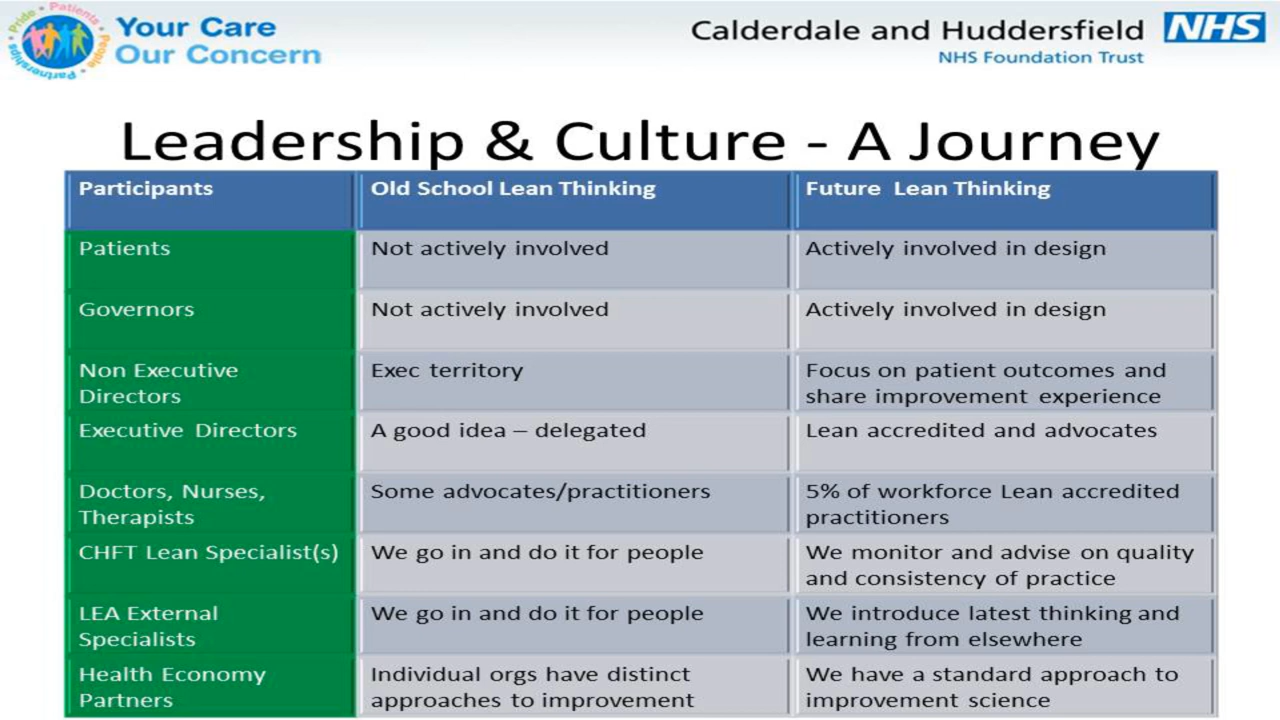 Pride • Patients • People • Partnerships •
Your Care
Our Concern
Calderdale and Huddersfield NHS
NHS Foundation Trust
Leadership & Culture - A Journey
Participants Old School Lean Thinking Future Lean Thinking
Patients Not actively involved Actively involved in design
Governors Not actively involved Actively involved in design
Non Executive Exec territory Focus on patient outcomes and
Directors share improvement experience
Executive Directors A good idea – delegated Lean accredited and advocates
Doctors, Nurses, Some advocates/practitioners 5% of workforce Lean accredited
Therapists practitioners
CHFT Lean Specialist(s) We go in and do it for people We monitor and advise on quality
and consistency of practice
LEA External We go in and do it for people We introduce latest thinking and
Specialists learning from elsewhere
Health Economy Individual orgs have distinct We have a standard approach to
Partners approaches to improvement improvement science